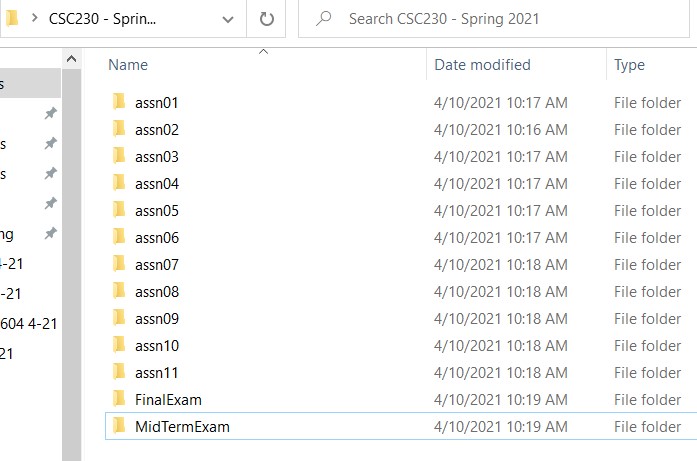 CSC230 - Sprin...
Search CSC230 - Spring 2021
Name Date modified Type
assn01 4/10/2021 10:17 AM File folder
assn02 4/10/2021 10:16 AM File folder
assn03 4/10/2021 10:17 AM File folder
assn04 4/10/2021 10:17 AM File folder
assn05 4/10/2021 10:17 AM File folder
assn06 4/10/2021 10:17 AM File folder
assn07 4/10/2021 10:18 AM File folder
assn08 4/10/2021 10:18 AM File folder
assn09 4/10/2021 10:18 AM File folder
assn10 4/10/2021 10:18 AM File folder
assn11 4/10/2021 10:18 AM File folder
FinalExam 4/10/2021 10:19 AM File folder
MidTermExam 4/10/2021 10:19 AM File folder
s
s
s
ng
4-21
-21
604 4-21
21